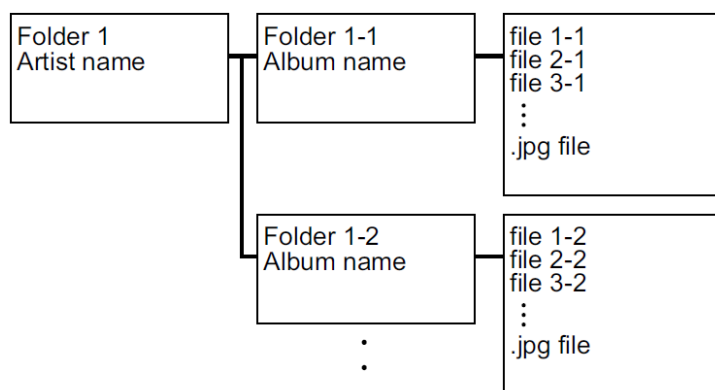 Folder 1
Artist name
Folder 1-1
Album name
file 1-1
file 2-1
file 3-1
.jpg file
Folder 1-2
Album name
file 1-2
file 2-2
file 3-2
.jpg file